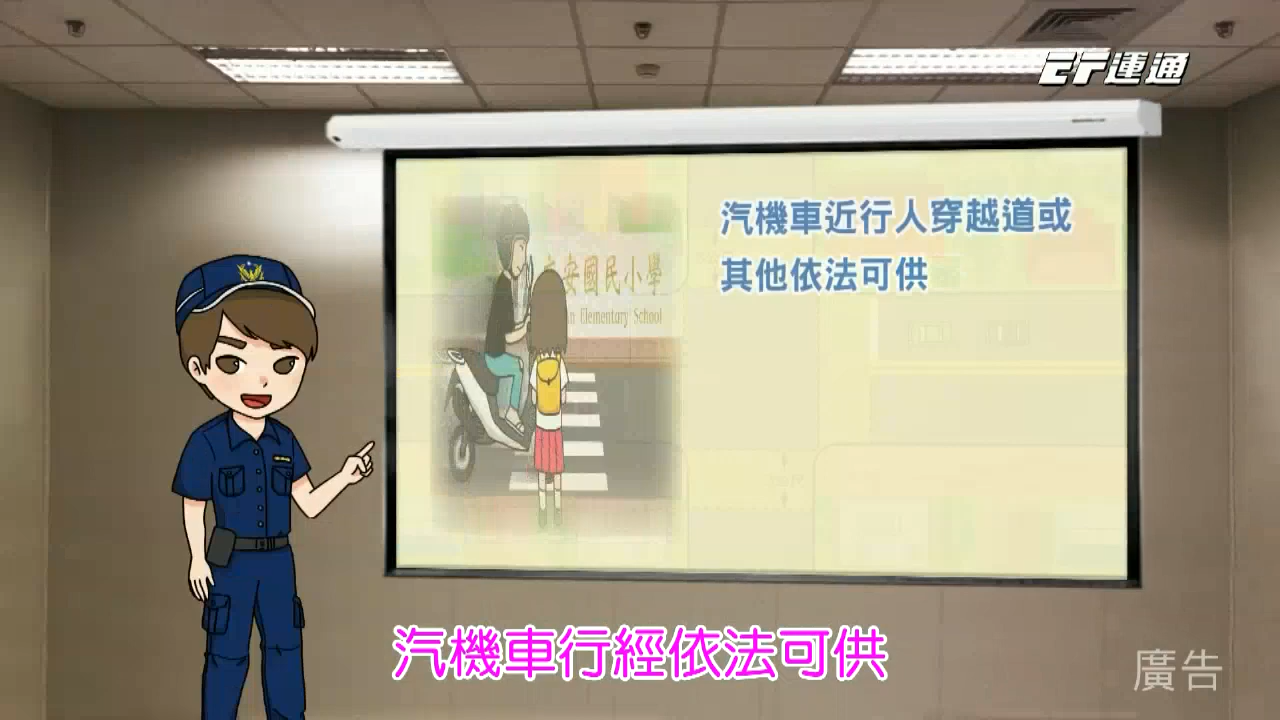 ET運通
汽機車近行人穿越道或
其他依法可供
安國民小學
Elementary School
汽機車行經依法可供
廣告